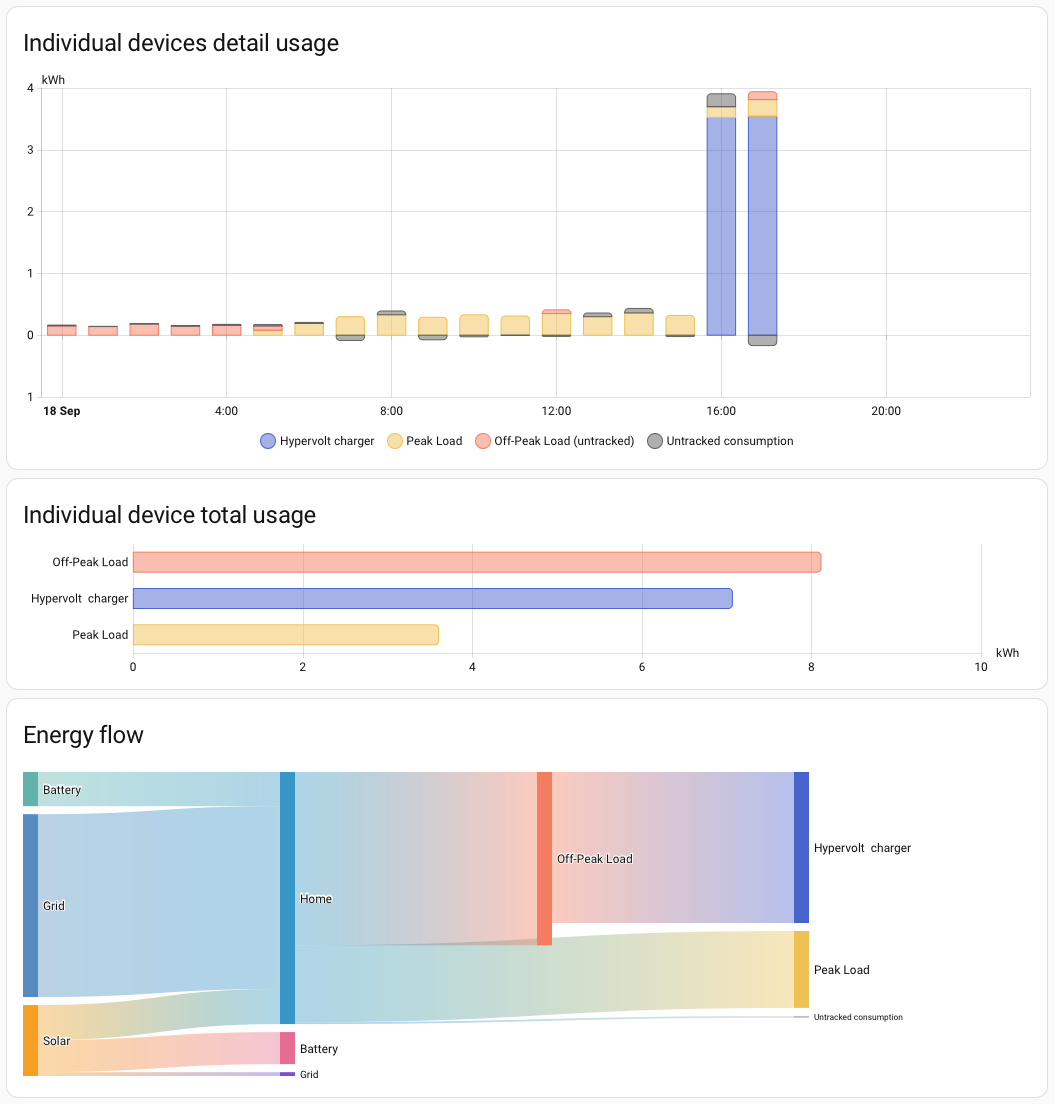 Individual devices detail usage
kWh
4
3
2
1
0
1
18 Sep 4:00 8:00 12:00 16:00 20:00
Hypervolt charger Peak Load Off-Peak Load (untracked) Untracked consumption
Individual device total usage
Off-Peak Load
Hypervolt charger
Peak Load
kWh
0 2 4 6 8 10
Energy flow
Battery
Hypervolt charger
Off-Peak Load
Home
Grid
Peak Load
Untracked consumption
Solar
Battery
Grid